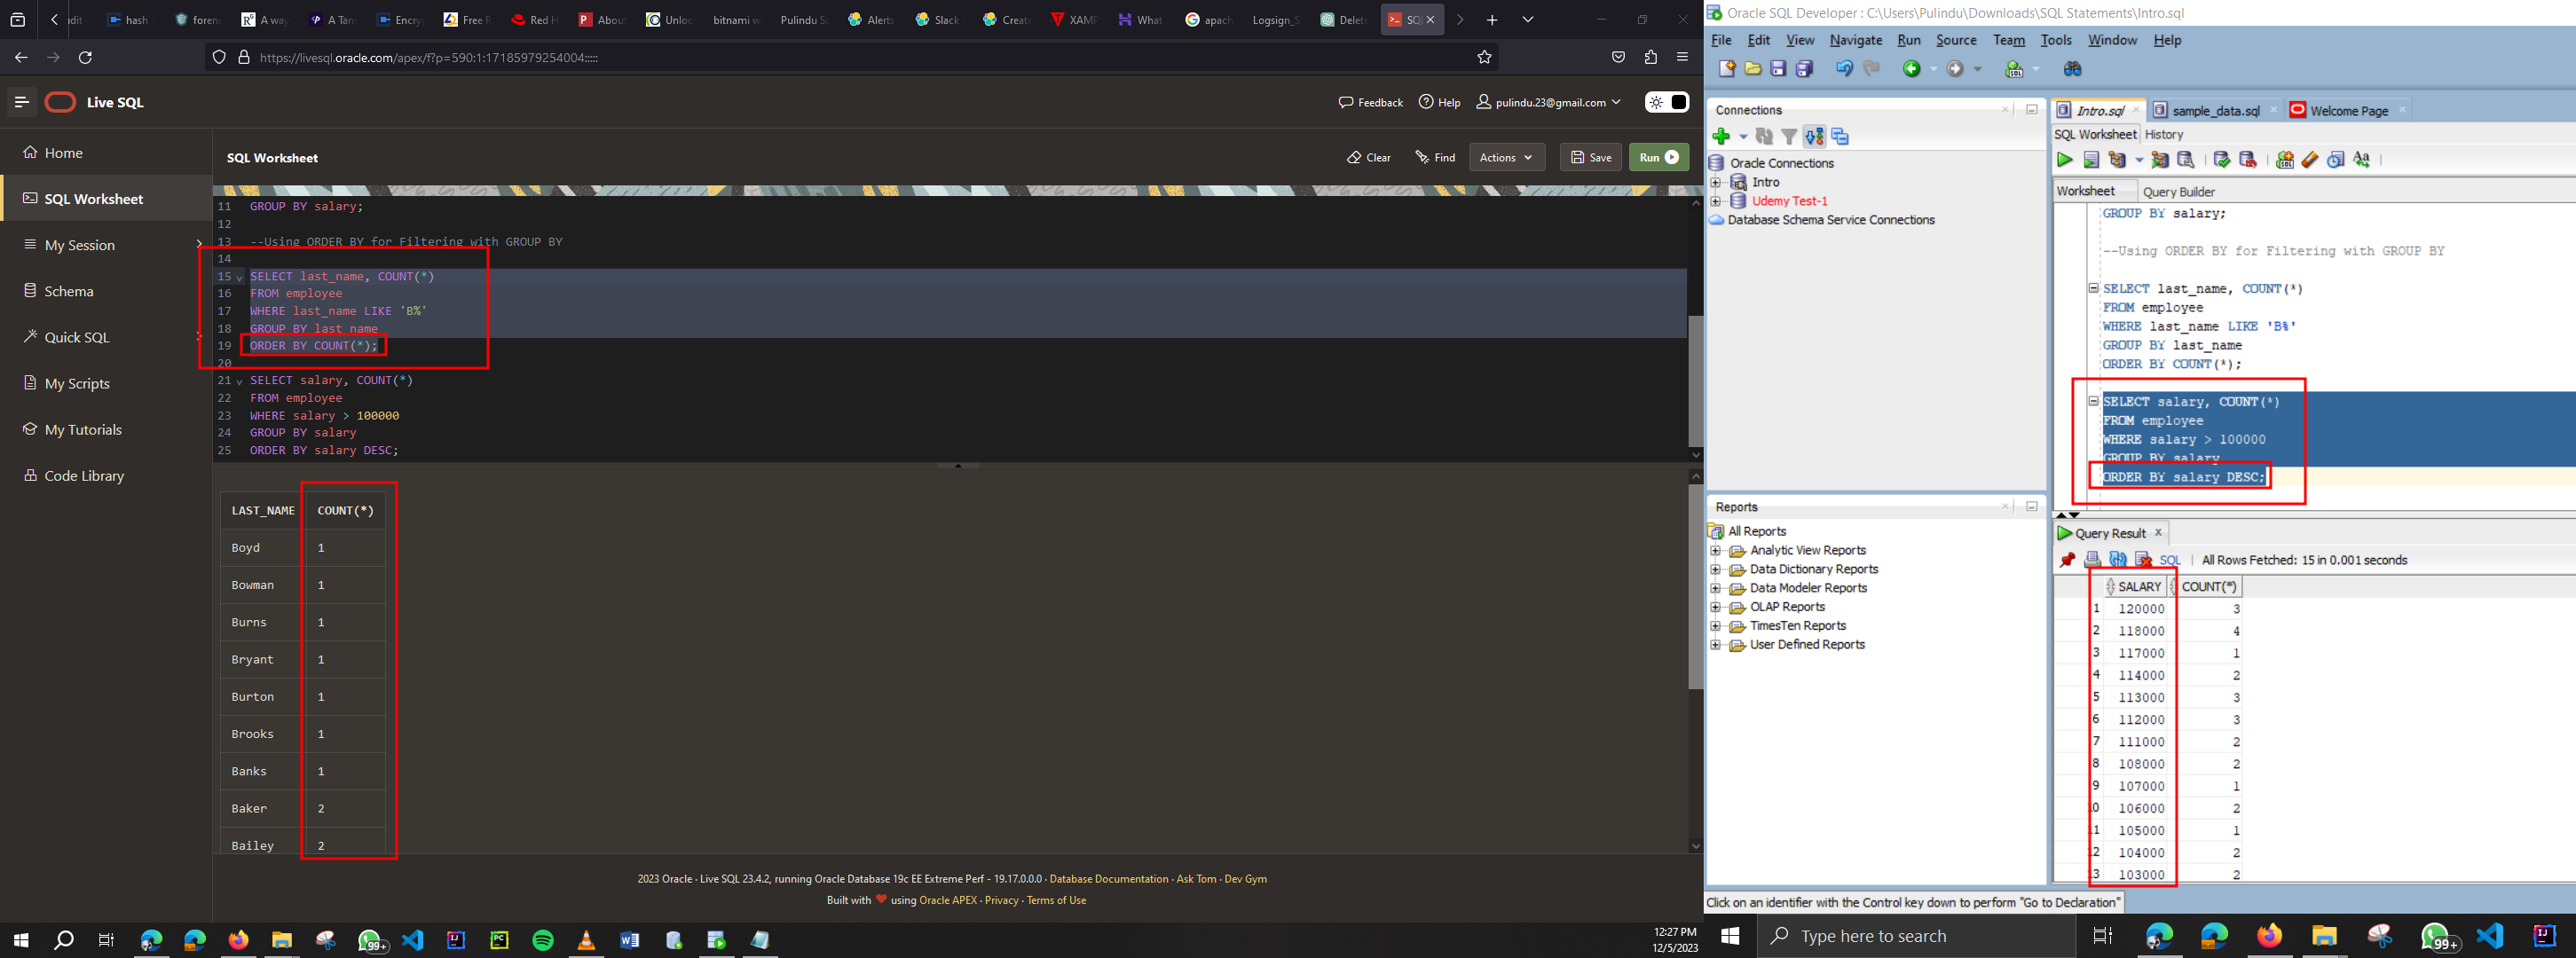 hash
foren
A way
A Tam
Encry
Free R
Red H
About
Unlo
bitnami w
Pulindu Sa
Alerts
Slack
Create
XAMP
What
apach
Logsign_S
Delete
SQ
https://livesql.oracle.com/apex/f?p=590:1:17185979254004:::::
Live SQL
Feedback
Help
pulindu.23@gmail.com
Home
SQL Worksheet
My Session
Schema
Quick SQL
My Scripts
My Tutorials
Code Library
SQL Worksheet
Clear
Find
Actions
Save
Run
11 GROUP BY salary;
12
13 --Using ORDER BY for Filtering with GROUP BY
14
15 SELECT last_name, COUNT(*)
16 FROM employee
17 WHERE last_name LIKE 'B%'
18 GROUP BY last_name
19 ORDER BY COUNT(*);
20
21 SELECT salary, COUNT(*)
22 FROM employee
23 WHERE salary > 100000
24 GROUP BY salary
25 ORDER BY salary DESC;
LAST_NAME COUNT(*)
Boyd 1
Bowman 1
Burns 1
Bryant 1
Burton 1
Brooks 1
Banks 1
Baker 2
Bailey 2
2023 Oracle · Live SQL 23.4.2, running Oracle Database 19c EE Extreme Perf - 19.17.0.0.0 · Database Documentation · Ask Tom · Dev Gym
Built with ❤ using Oracle APEX · Privacy · Terms of Use
99+
12:27 PM
12/5/2023
Oracle SQL Developer : C:\Users\Pulindu\Downloads\SQL Statements\Intro.sql
File Edit View Navigate Run Source Team Tools Window Help
Connections
Oracle Connections
Intro
Udemy Test-1
Database Schema Service Connections
Reports
All Reports
Analytic View Reports
Data Dictionary Reports
Data Modeler Reports
OLAP Reports
TimesTen Reports
User Defined Reports
Intro.sql
sample_data.sql
Welcome Page
SQL Worksheet History
Worksheet Query Builder
GROUP BY salary;
--Using ORDER BY for Filtering with GROUP BY
SELECT last_name, COUNT(*)
FROM employee
WHERE last_name LIKE 'B%'
GROUP BY last_name
ORDER BY COUNT(*);
SELECT salary, COUNT(*)
FROM employee
WHERE salary > 100000
GROUP BY salary
ORDER BY salary DESC;
Query Result
SQL | All Rows Fetched: 15 in 0.001 seconds
SALARY COUNT(*)
1 120000 3
2 118000 4
3 117000 1
4 114000 2
5 113000 3
6 112000 3
7 111000 2
8 108000 2
9 107000 1
10 106000 2
11 105000 1
12 104000 2
13 103000 2
Click on an identifier with the Control key down to perform "Go to Declaration"
Type here to search
99+